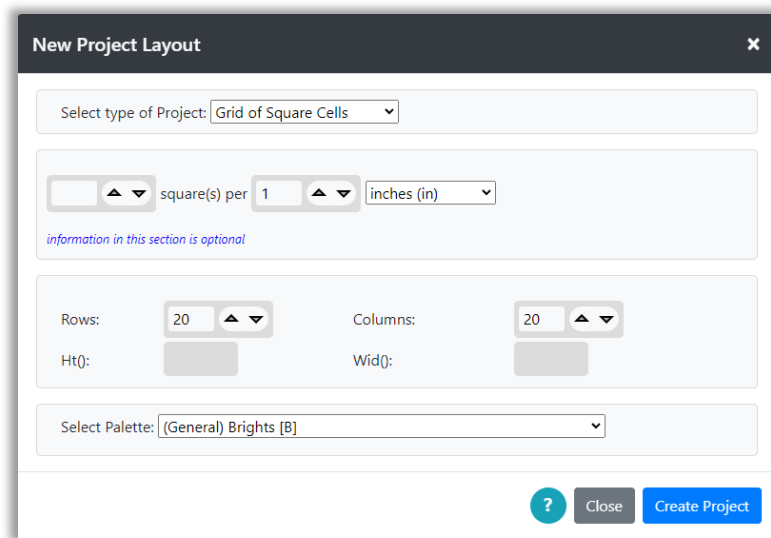 New Project Layout ×
Select type of Project: Grid of Square Cells
square(s) per 1 inches (in)
information in this section is optional
Rows: 20 Columns: 20
Ht(): Wid():
Select Palette: (General) Brights [B]
? Close Create Project